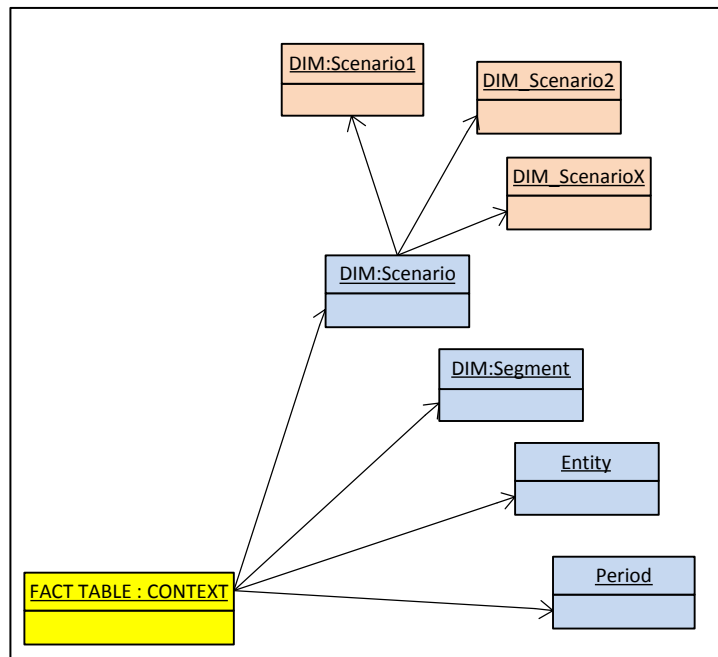 DIM:Scenario1
DIM_Scenario2
DIM_ScenarioX
DIM:Scenario
DIM:Segment
Entity
Period
FACT TABLE : CONTEXT